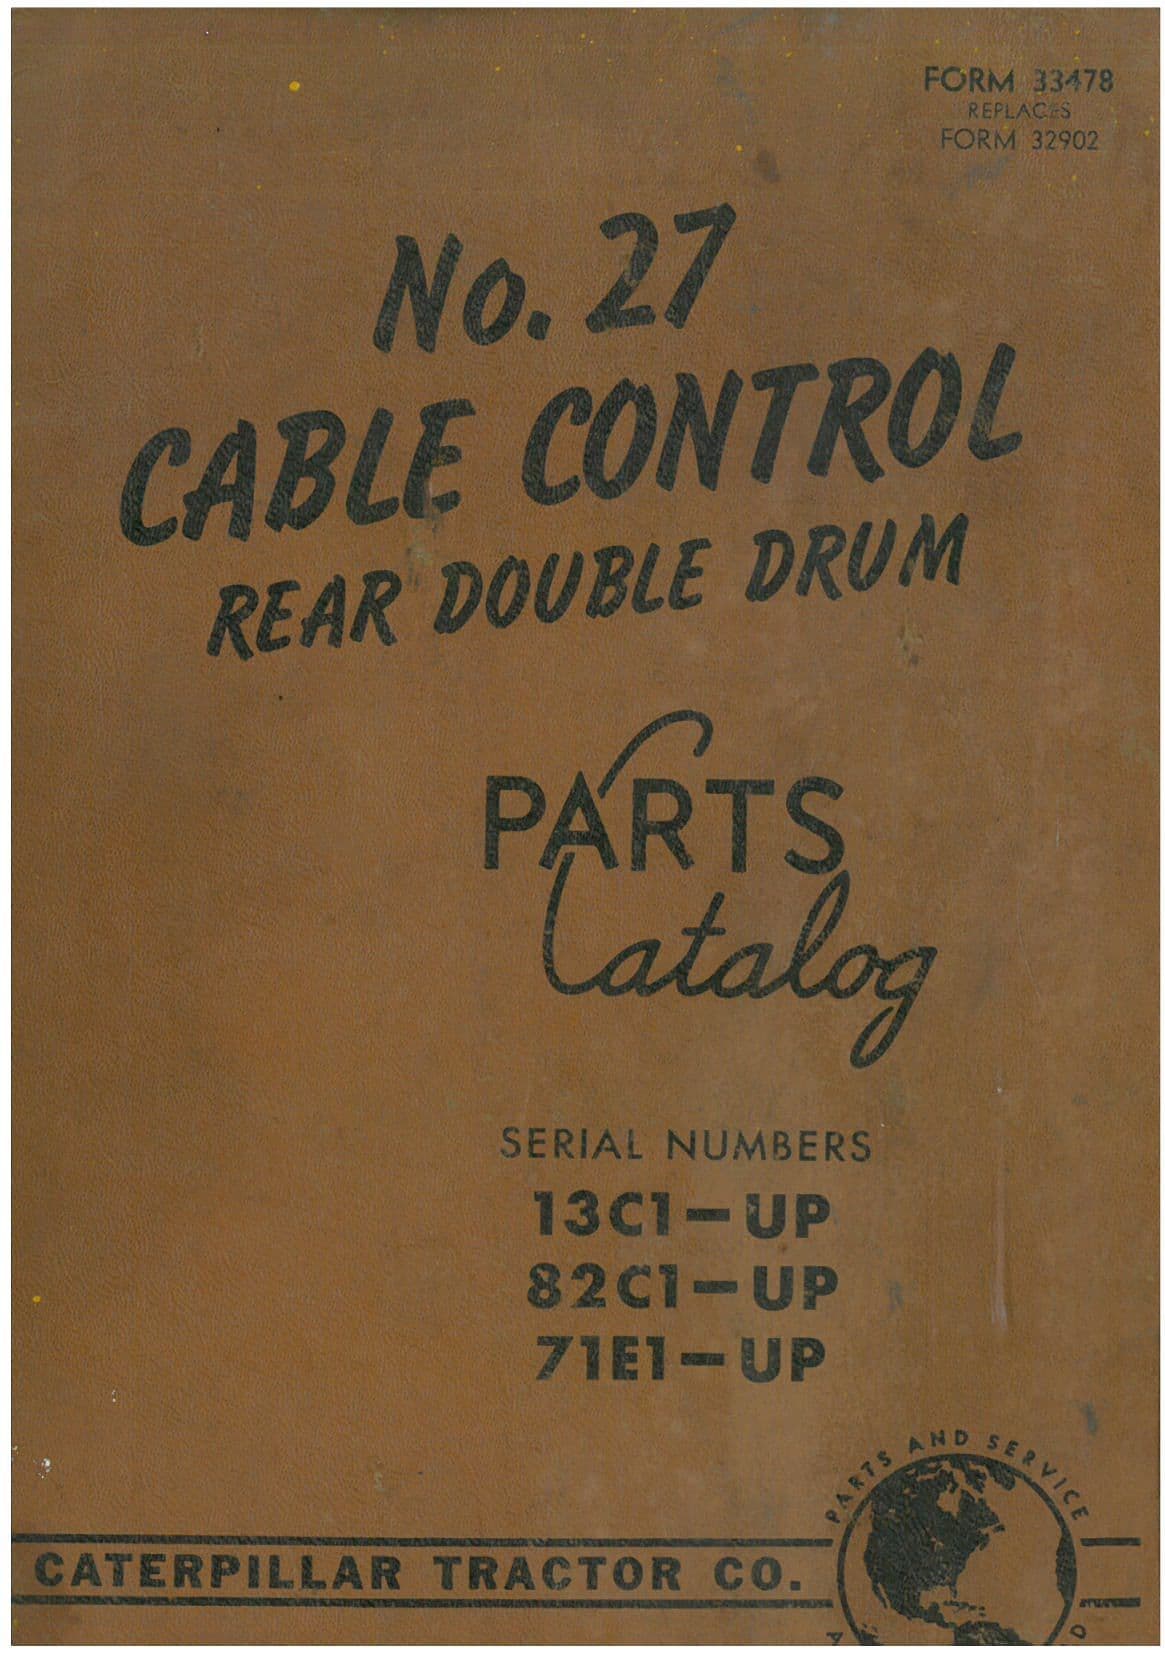 FORM 33478
REPLACES
FORM 32902
No. 27
CABLE CONTROL
REAR DOUBLE DRUM
PARTS
Catalog
SERIAL NUMBERS
13C1-UP
82C1-UP
71E1-UP
PARTS AND SERVICE
CATERPILLAR TRACTOR CO.